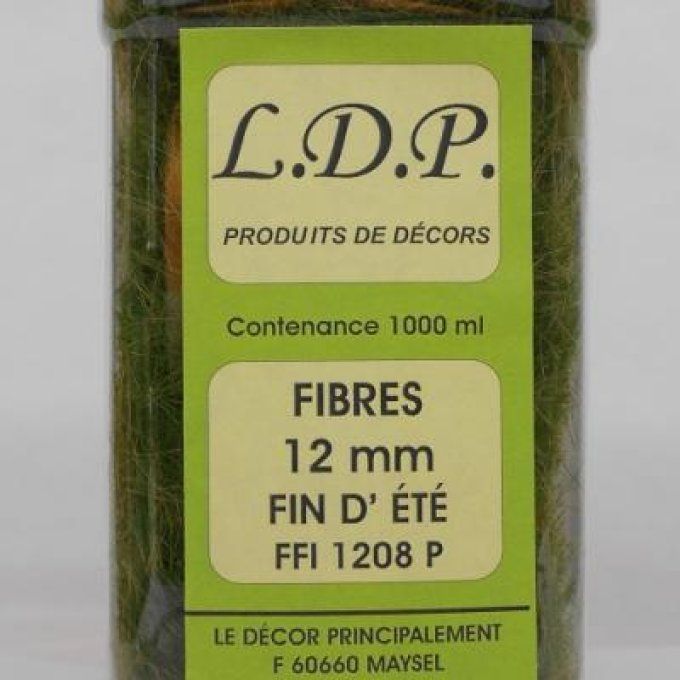 L.D.P.
PRODUITS DE DÉCORS
Contenance 1000 ml
FIBRES
12 mm
FIN D' ÉTÉ
FFI 1208 P
LE DÉCOR PRINCIPALEMENT
F 60660 MAYSEL